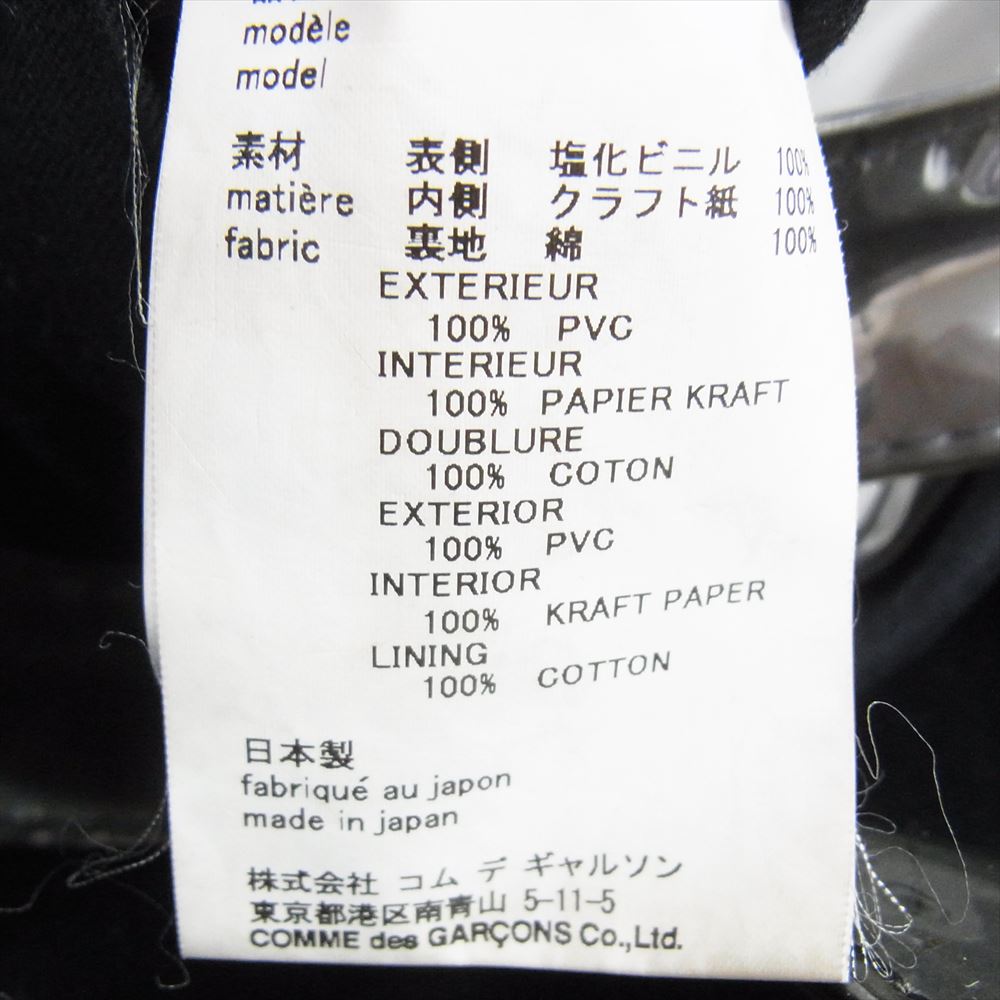 modèle
model
素材 表側 塩化ビニル 100%
matière 内側 クラフト紙 100%
fabric 裏地 綿 100%
EXTERIEUR
100% PVC
INTERIEUR
100% PAPIER KRAFT
DOUBLURE
100% COTON
EXTERIOR
100% PVC
INTERIOR
100% KRAFT PAPER
LINING
100% COTTON
日本製
fabriqué au japon
made in japan
株式会社 コム デ ギャルソン
東京都港区南青山 5-11-5
COMME des GARÇONS Co.,Ltd.